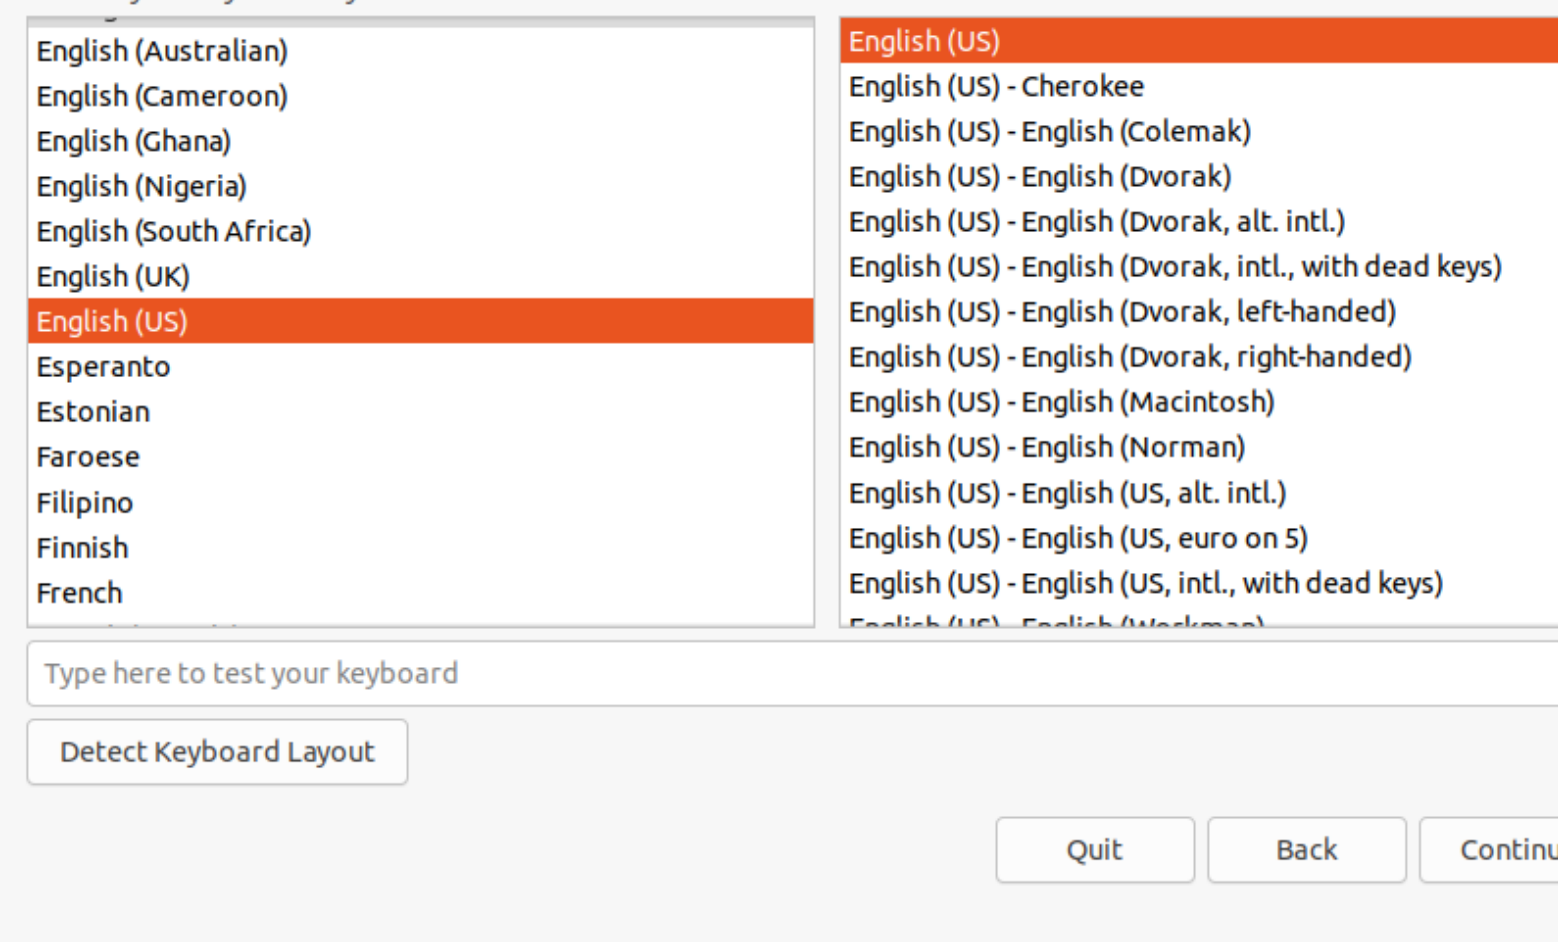 English (Australian)
English (Cameroon)
English (Ghana)
English (Nigeria)
English (South Africa)
English (UK)
English (US)
Esperanto
Estonian
Faroese
Filipino
Finnish
French
English (US)
English (US) - Cherokee
English (US) - English (Colemak)
English (US) - English (Dvorak)
English (US) - English (Dvorak, alt. intl.)
English (US) - English (Dvorak, intl., with dead keys)
English (US) - English (Dvorak, left-handed)
English (US) - English (Dvorak, right-handed)
English (US) - English (Macintosh)
English (US) - English (Norman)
English (US) - English (US, alt. intl.)
English (US) - English (US, euro on 5)
English (US) - English (US, intl., with dead keys)
English (US) - English (Workman)
Type here to test your keyboard
Detect Keyboard Layout
Quit
Back
Continu